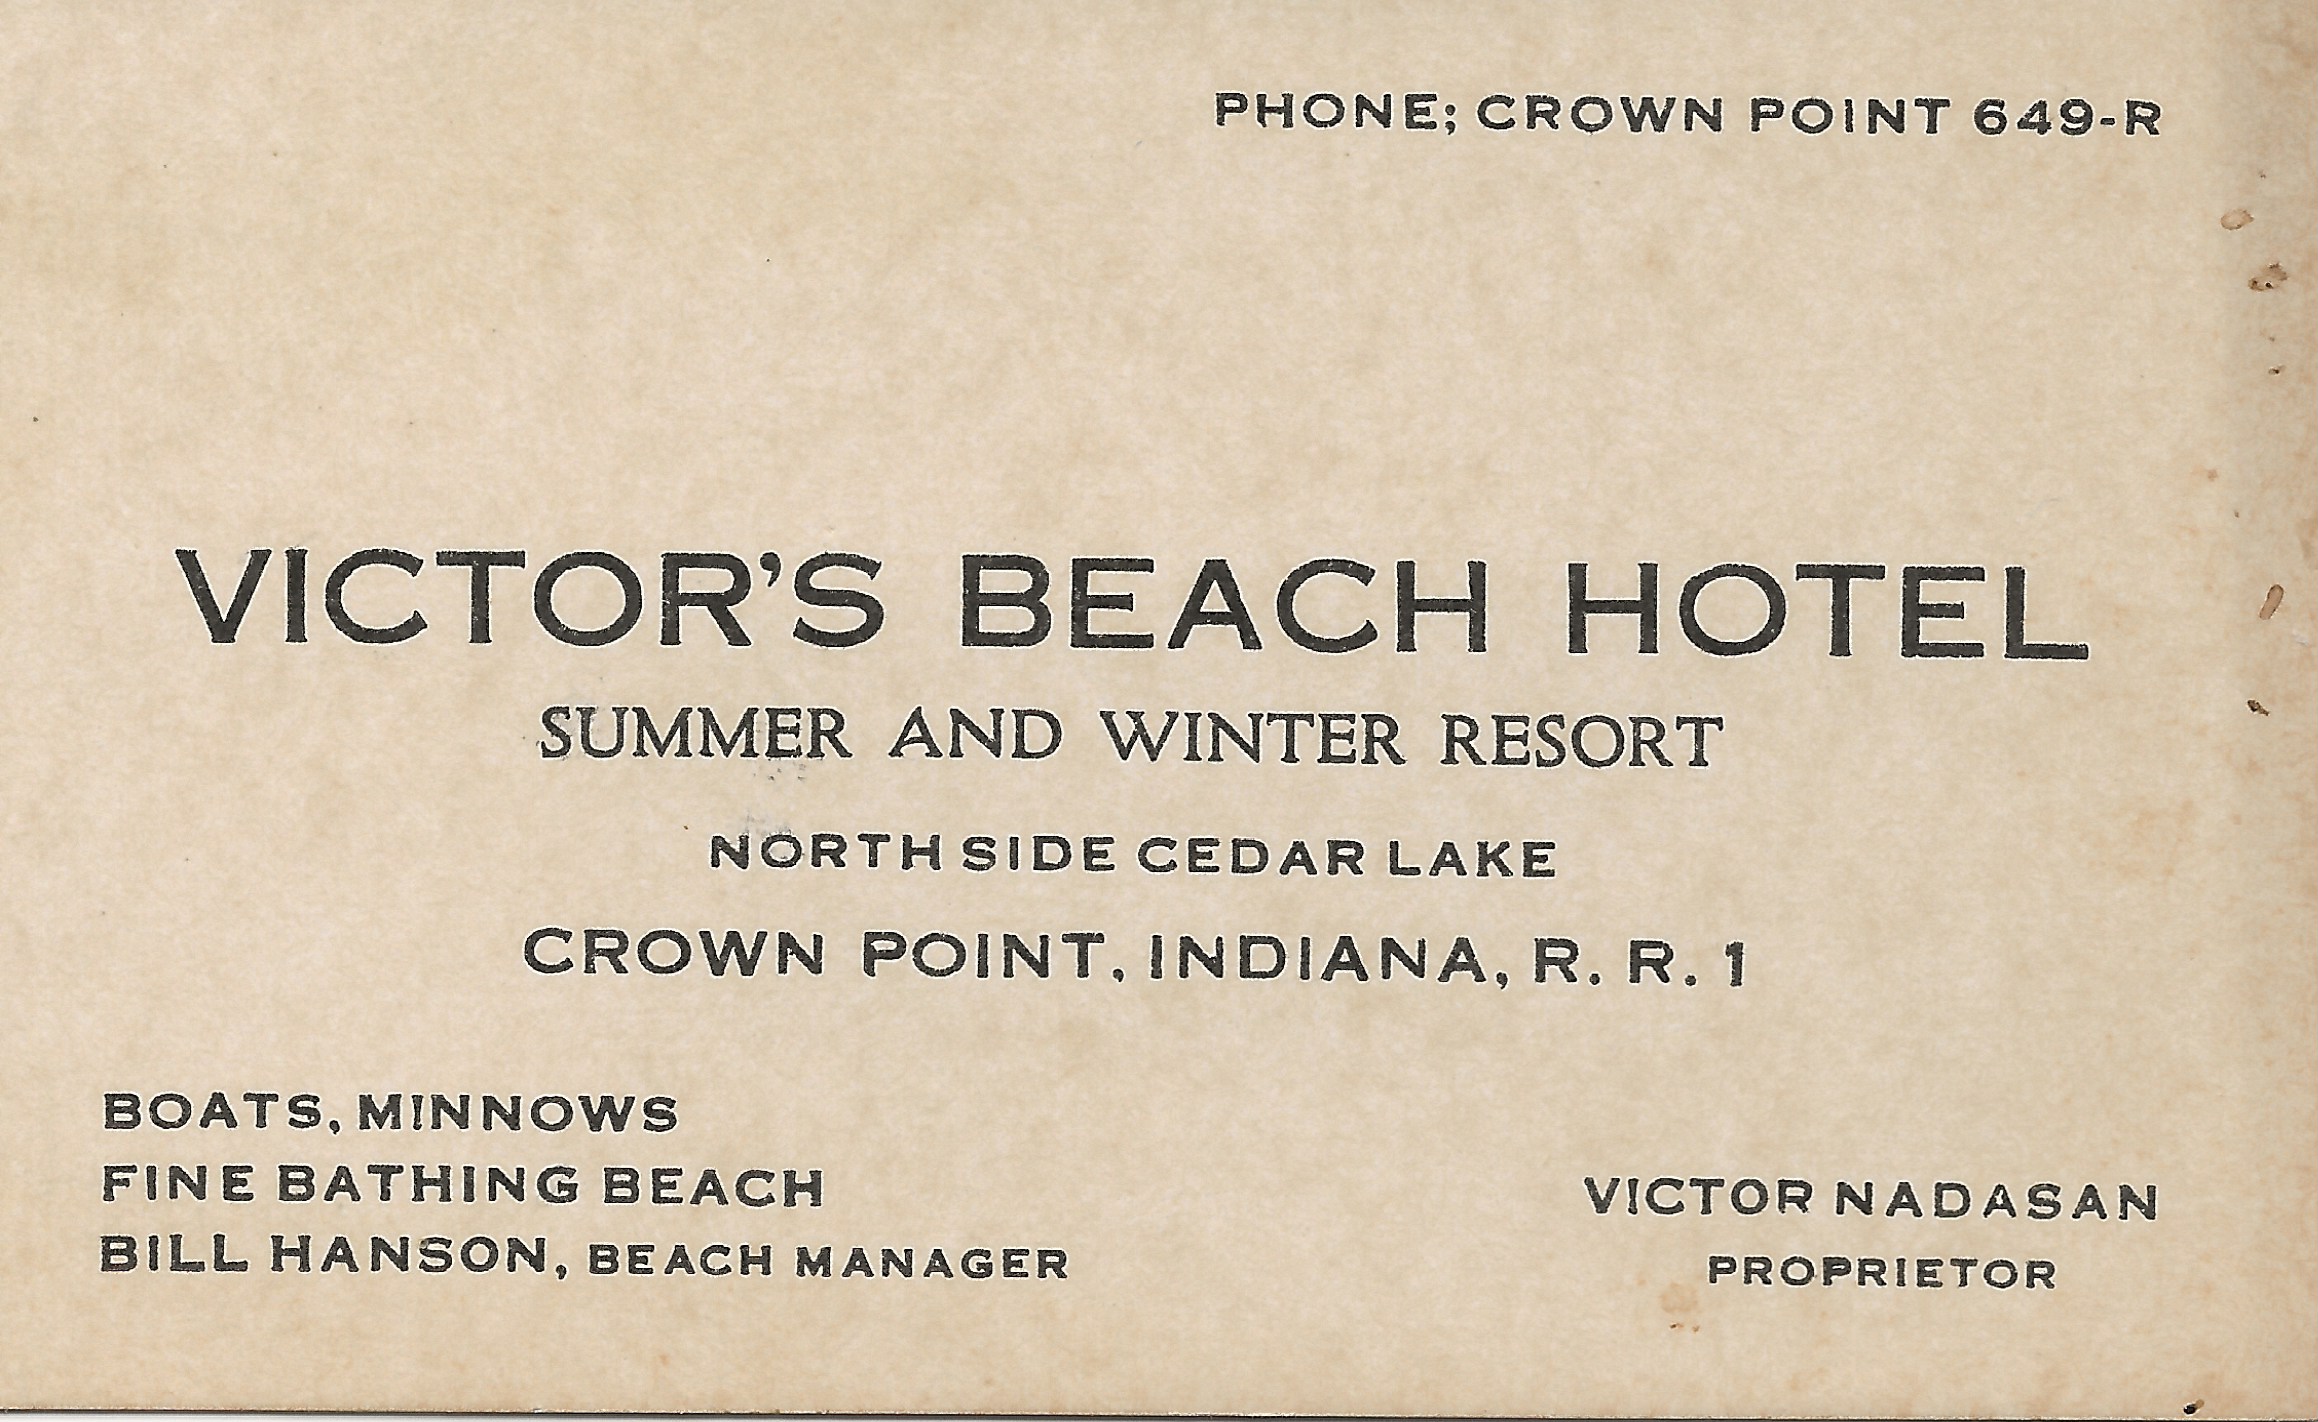 PHONE; CROWN POINT 649-R
VICTOR'S BEACH HOTEL
SUMMER AND WINTER RESORT
NORTH SIDE CEDAR LAKE
CROWN POINT, INDIANA, R. R. 1
BOATS, MINNOWS
FINE BATHING BEACH
BILL HANSON, BEACH MANAGER
VICTOR NADASAN
PROPRIETOR